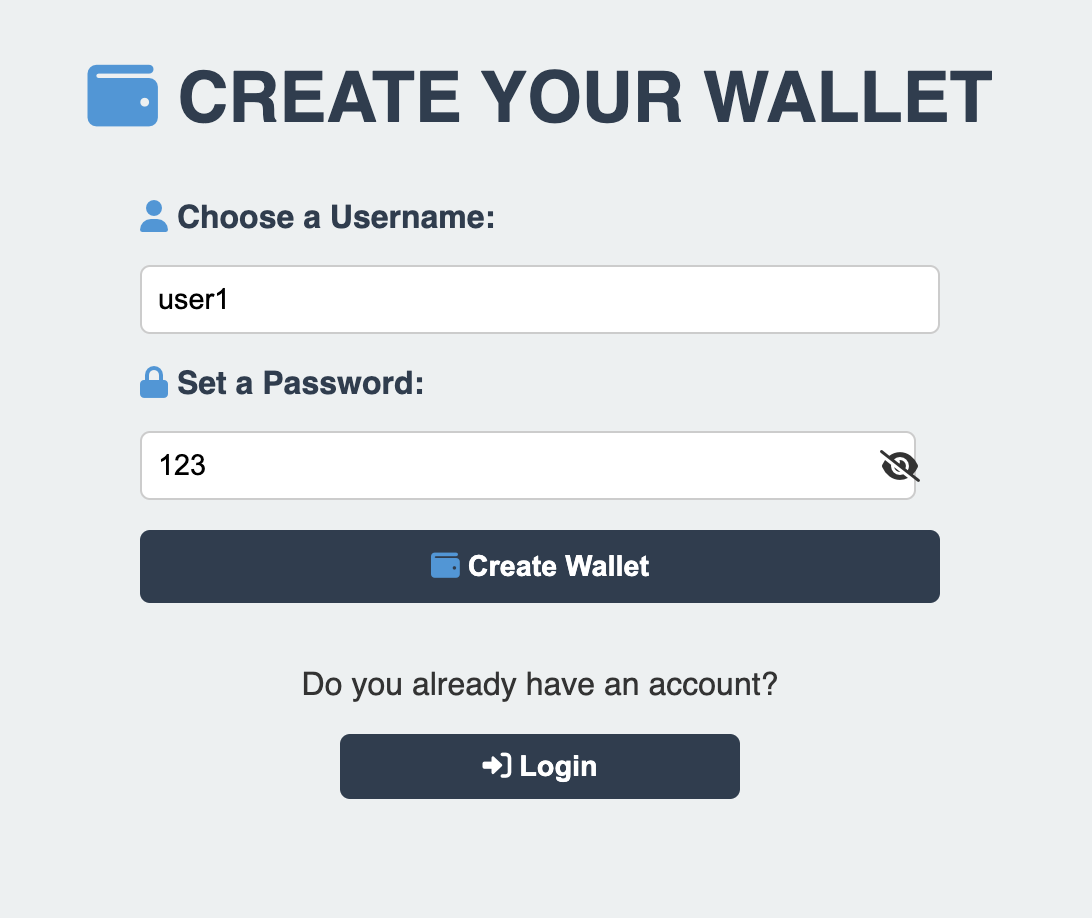 CREATE YOUR WALLET
Choose a Username:
user1
Set a Password:
123
Create Wallet
Do you already have an account?
Login